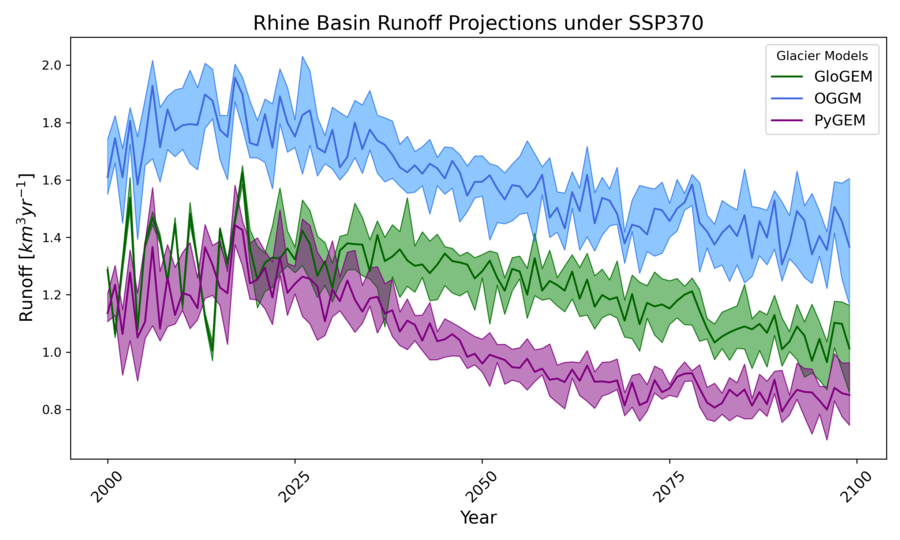 Rhine Basin Runoff Projections under SSP370
Glacier Models
GloGEM
OGGM
PyGEM
2.0
1.8
1.6
1.4
1.2
1.0
0.8
Runoff [km³yr⁻¹]
2000
2025
2050
2075
2100
Year